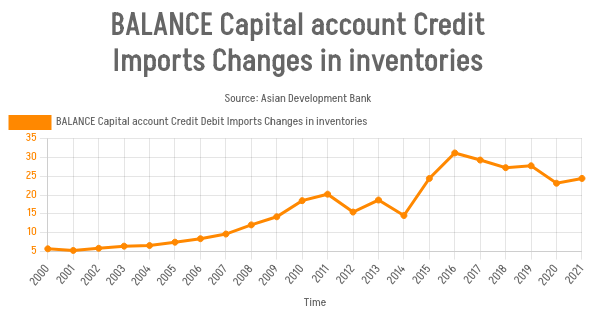 BALANCE Capital account Credit
Imports Changes in inventories
Source: Asian Development Bank
BALANCE Capital account Credit Debit Imports Changes in inventories
35
30
25
20
15
10
5
2000 2001 2002 2003 2004 2005 2006 2007 2008 2009 2010 2011 2012 2013 2014 2015 2016 2017 2018 2019 2020 2021
Time